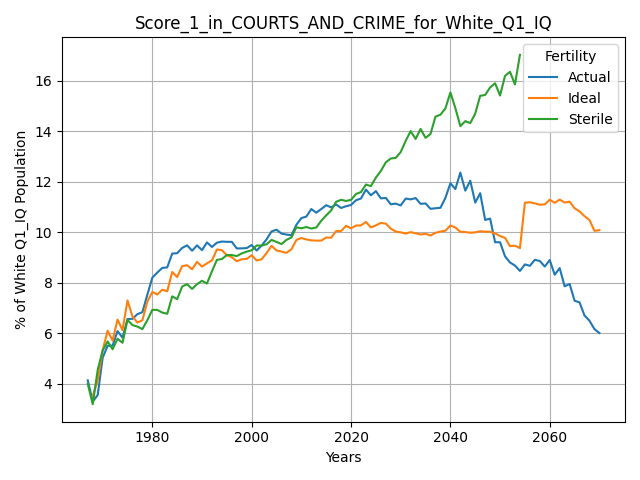 Score_1_in_COURTS_AND_CRIME_for_White_Q1_IQ
% of White Q1_IQ Population
16
14
12
10
8
6
4
Fertility
Actual
Ideal
Sterile
1980 2000 2020 2040 2060
Years